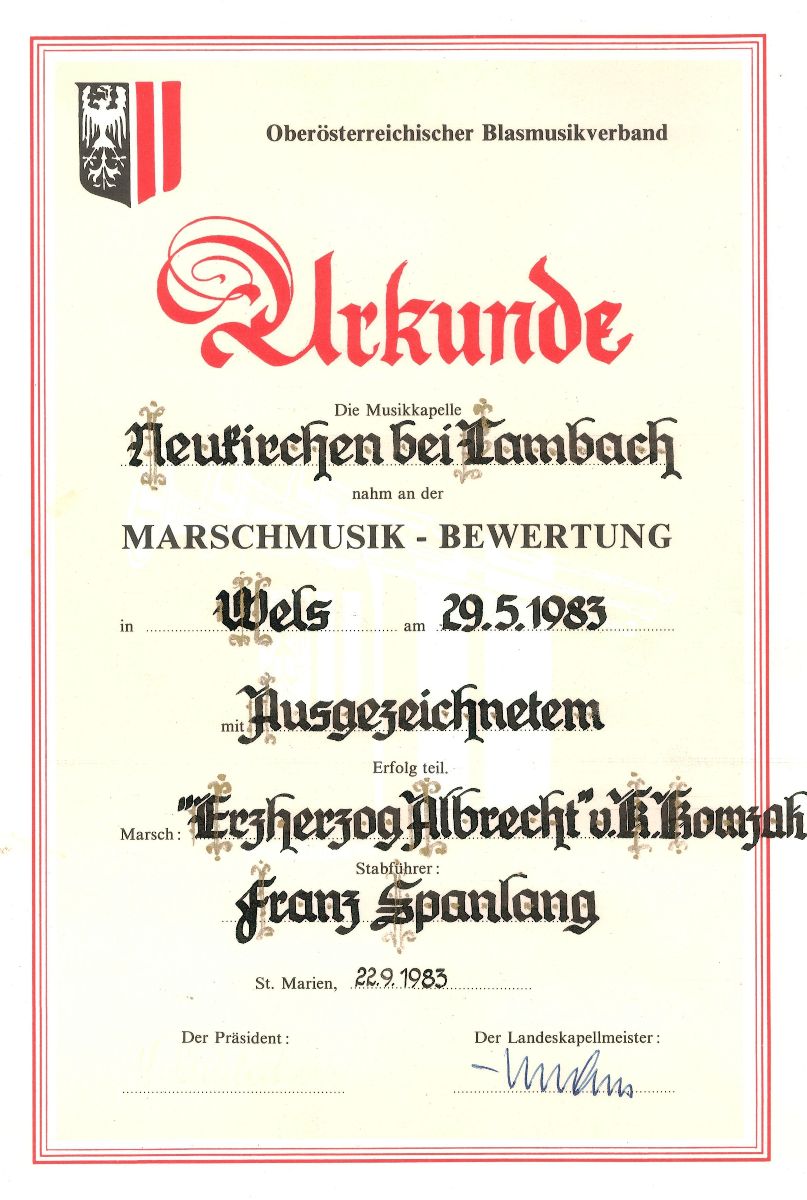 Oberösterreichischer Blasmusikverband
Urkunde
Die Musikkapelle
Neukirchen bei Lambach
nahm an der
MARSCHMUSIK - BEWERTUNG
in Wels am 29.5.1983
mit Ausgezeichnetem
Erfolg teil.
Marsch: "Erzherzog Albrecht" v. K. Komzak
Stabführer:
Franz Spanlang
St. Marien, 22.9.1983
Der Präsident: Der Landeskapellmeister: